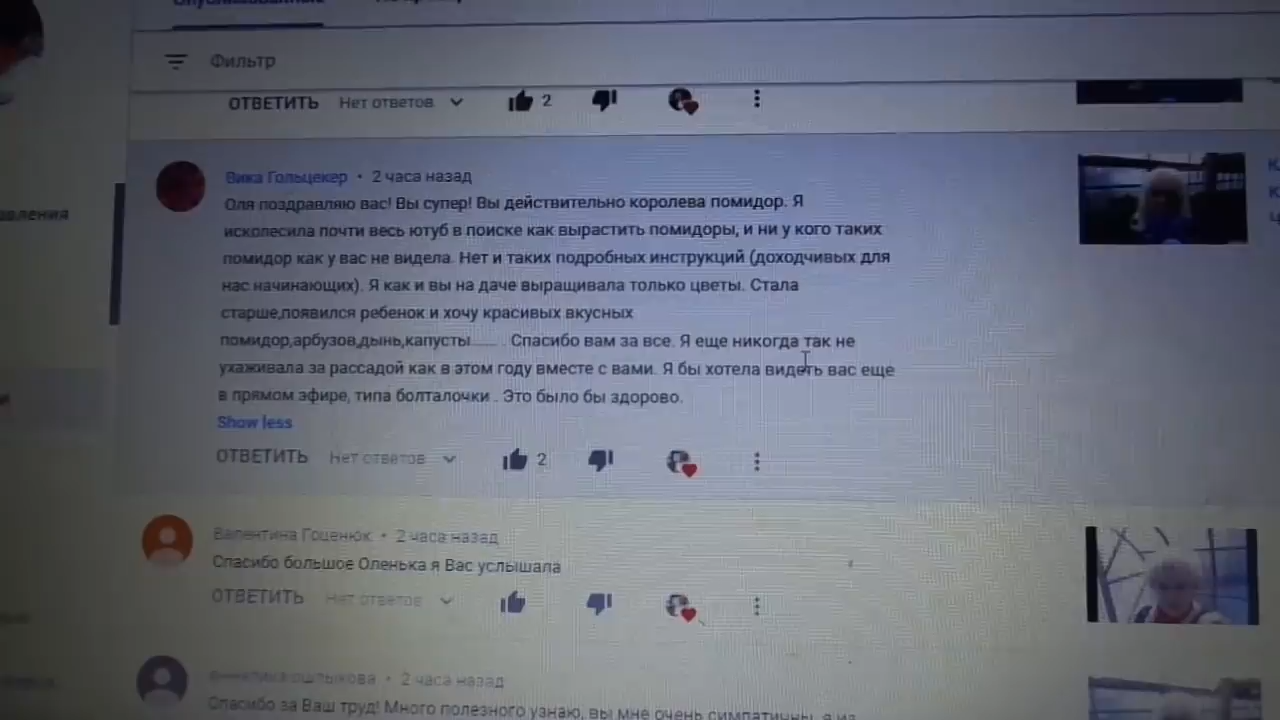 Опубликованные
Фильтр
ОТВЕТИТЬ Нет ответов 2
Вика Гольцекер • 2 часа назад
Оля поздравляю вас! Вы супер! Вы действительно королева помидор. Я
исколесила почти весь ютуб в поиске как вырастить помидоры, и ни у кого таких
помидор как у вас не видела. Нет и таких подробных инструкций (доходчивых для
нас начинающих). Я как и вы на даче выращивала только цветы. Стала
старше,появился ребенок и хочу красивых вкусных
помидор,арбузов,дынь,капусты....... . Спасибо вам за все. Я еще никогда так не
ухаживала за рассадой как в этом году вместе с вами. Я бы хотела видеть вас еще
в прямом эфире, типа болталочки . Это было бы здорово.
Show less
ОТВЕТИТЬ Нет ответов 2
Валентина Гоценюк • 2 часа назад
Спасибо большое Оленька я Вас услышала
ОТВЕТИТЬ Нет ответов
• 2 часа назад
Спасибо за Ваш труд! Много полезного узнаю, вы мне очень симпатичны, а из